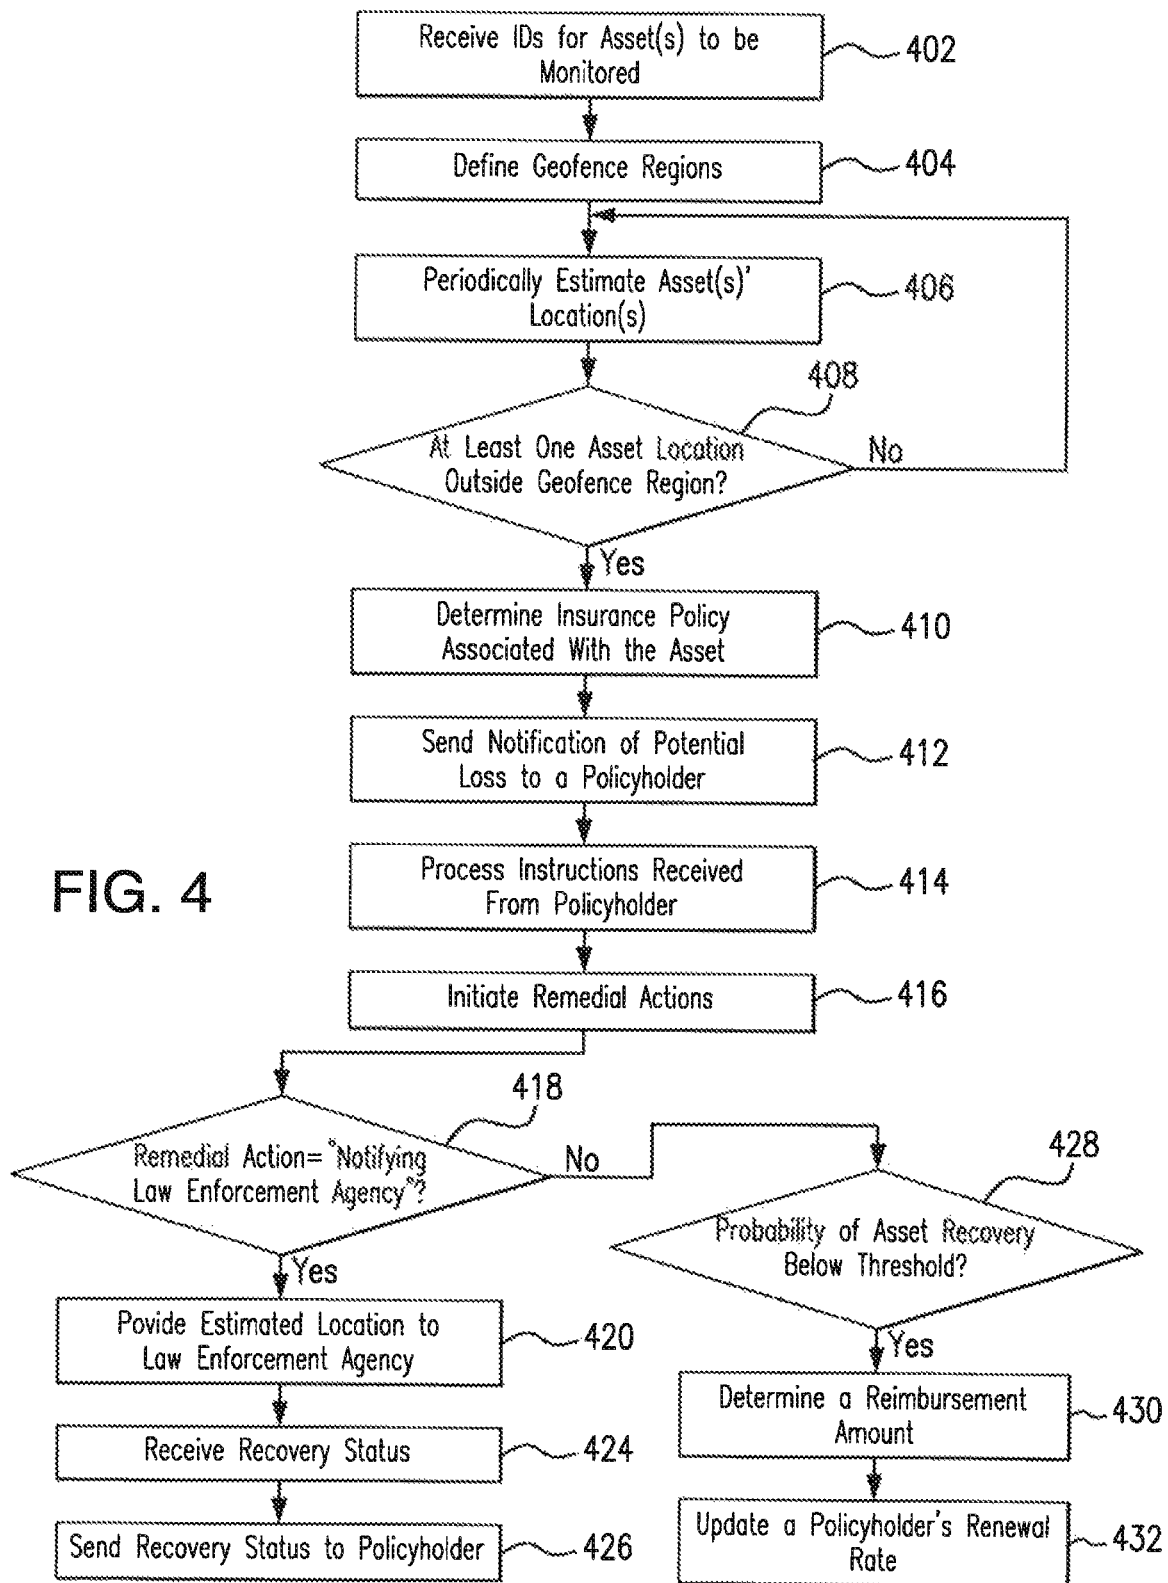 Receive IDs for Asset(s) to be
Monitored
402
Define Geofence Regions
404
Periodically Estimate Asset(s)'
Location(s)
406
408
At Least One Asset Location
Outside Geofence Region?
No
Yes
Determine Insurance Policy
Associated With the Asset
410
Send Notification of Potential
Loss to a Policyholder
412
Process Instructions Received
From Policyholder
414
FIG. 4
Initiate Remedial Actions
416
418
Remedial Action= "Notifying
Law Enforcement Agency"?
No
Yes
428
Probability of Asset Recovery
Below Threshold?
Yes
Povide Estimated Location to
Law Enforcement Agency
420
Determine a Reimbursement
Amount
430
Receive Recovery Status
424
Send Recovery Status to Policyholder
426
Update a Policyholder's Renewal
Rate
432